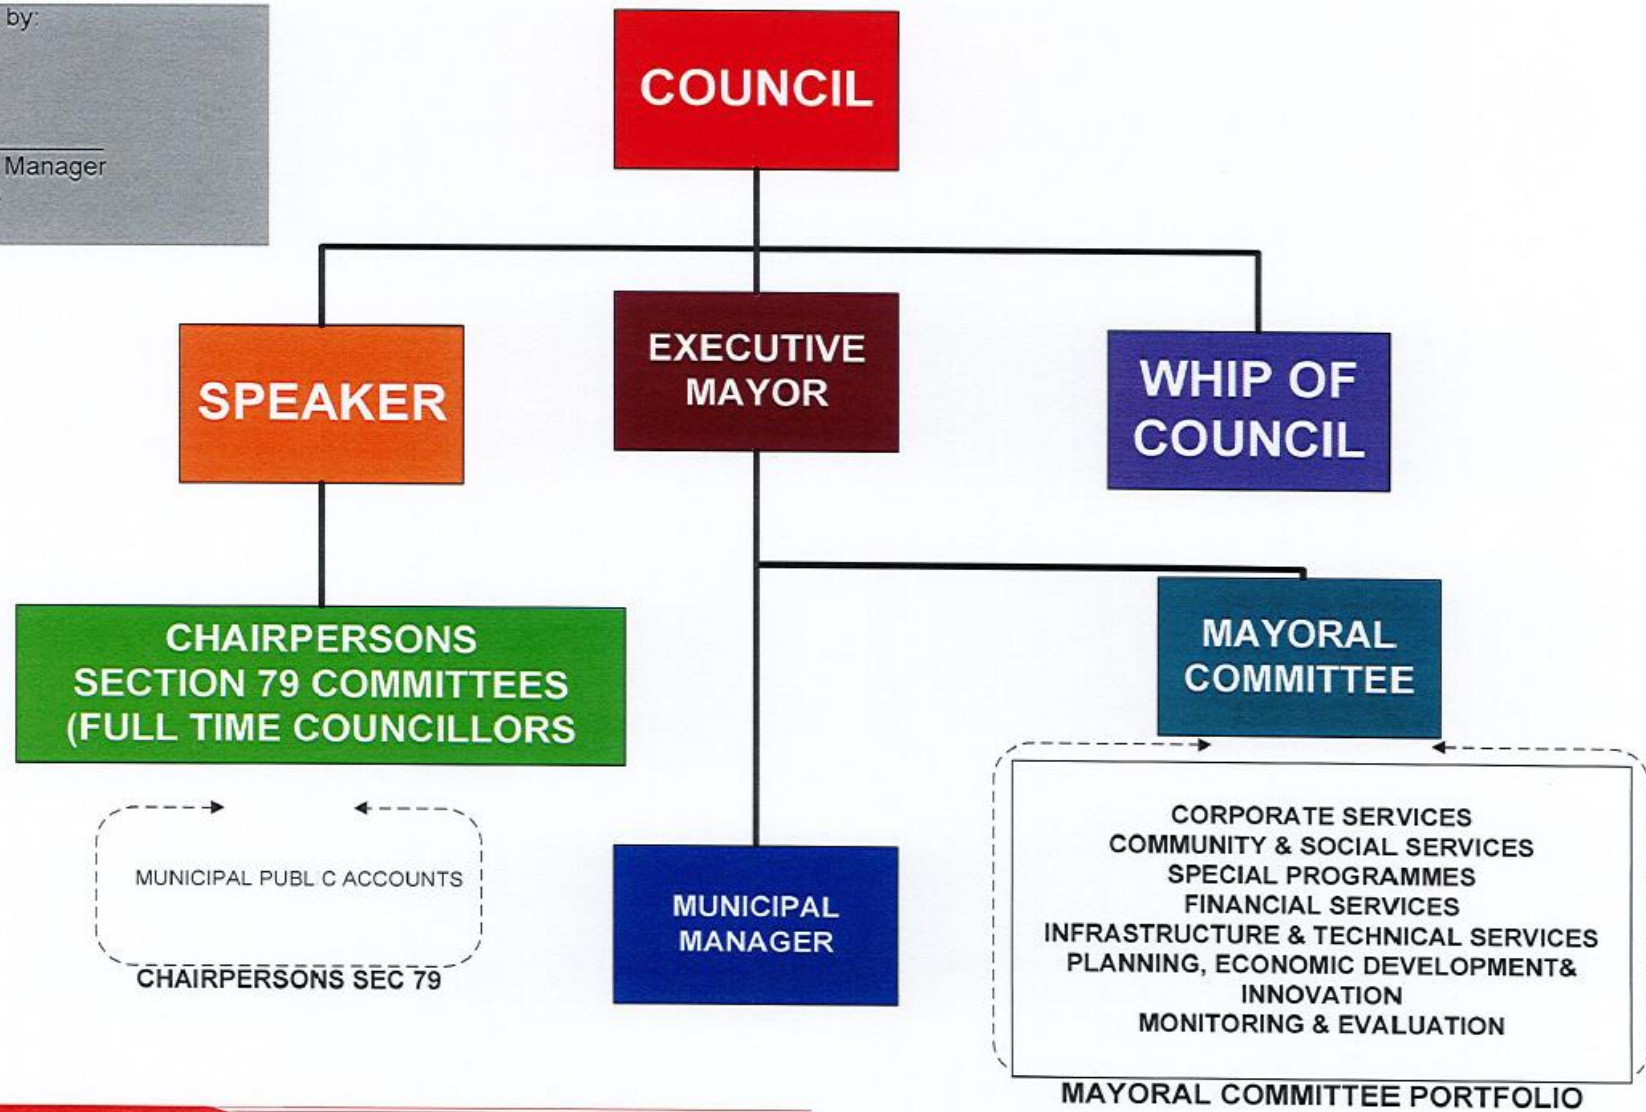 by:
Manager
COUNCIL
SPEAKER
EXECUTIVE
MAYOR
WHIP OF
COUNCIL
CHAIRPERSONS
SECTION 79 COMMITTEES
(FULL TIME COUNCILLORS
MAYORAL
COMMITTEE
MUNICIPAL PUBL C ACCOUNTS
CHAIRPERSONS SEC 79
MUNICIPAL
MANAGER
CORPORATE SERVICES
COMMUNITY & SOCIAL SERVICES
SPECIAL PROGRAMMES
FINANCIAL SERVICES
INFRASTRUCTURE & TECHNICAL SERVICES
PLANNING, ECONOMIC DEVELOPMENT&
INNOVATION
MONITORING & EVALUATION
MAYORAL COMMITTEE PORTFOLIO